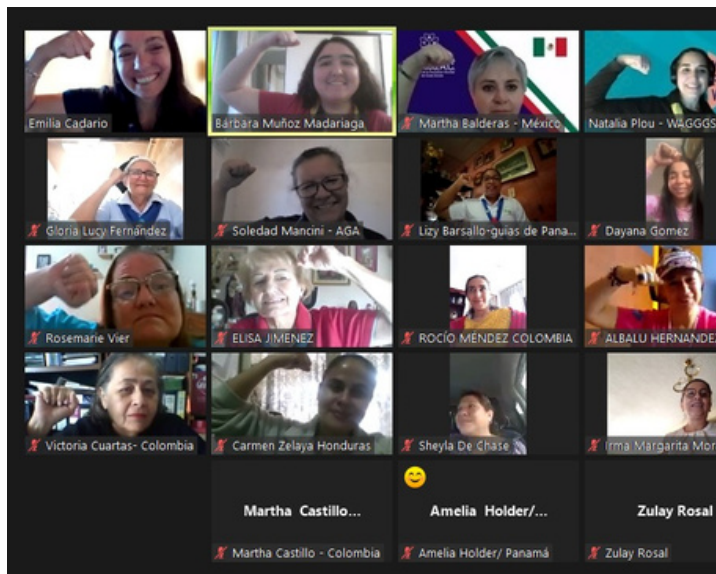 Emilia Cadario
Bárbara Muñoz Madariaga
Martha Balderas - México
Natalia Plou - WAGGGS
Gloria Lucy Fernández
Soledad Mancini - AGA
Lizy Barsallo-guias de Pana...
Dayana Gomez
Rosemarie Vier
ELISA JIMENEZ
ROCÍO MÉNDEZ COLOMBIA
ALBALU HERNANDEZ
Victoria Cuartas- Colombia
Carmen Zelaya Honduras
Sheyla De Chase
Irma Margarita Mor
Martha Castillo...
Amelia Holder/...
Zulay Rosal
Martha Castillo - Colombia
Amelia Holder/ Panamá
Zulay Rosal